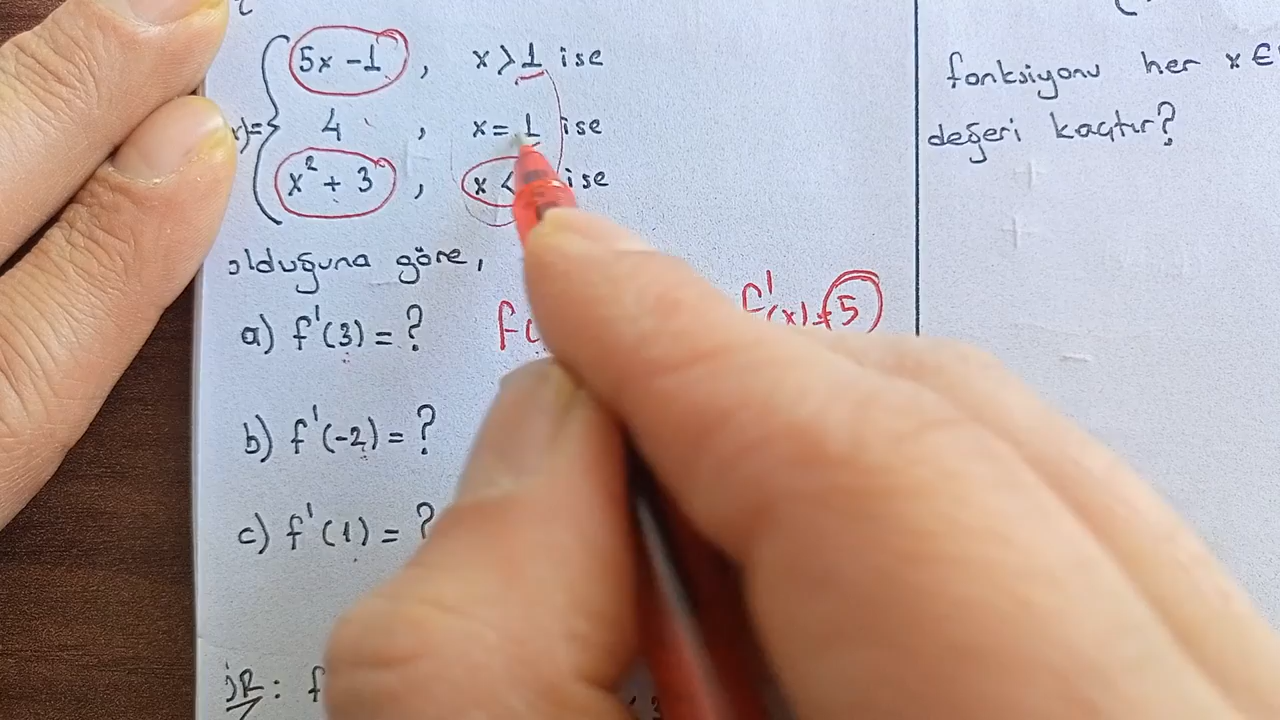 5x - 1 , x > 1 ise
4 , x = 1 ise
x² + 3 , x < ise
olduğuna göre,
a) f'(3) = ?
f'(x) = 5
b) f'(-2) = ?
c) f'(1) = ?
fonksiyonu her x ∈
değeri kaçtır?